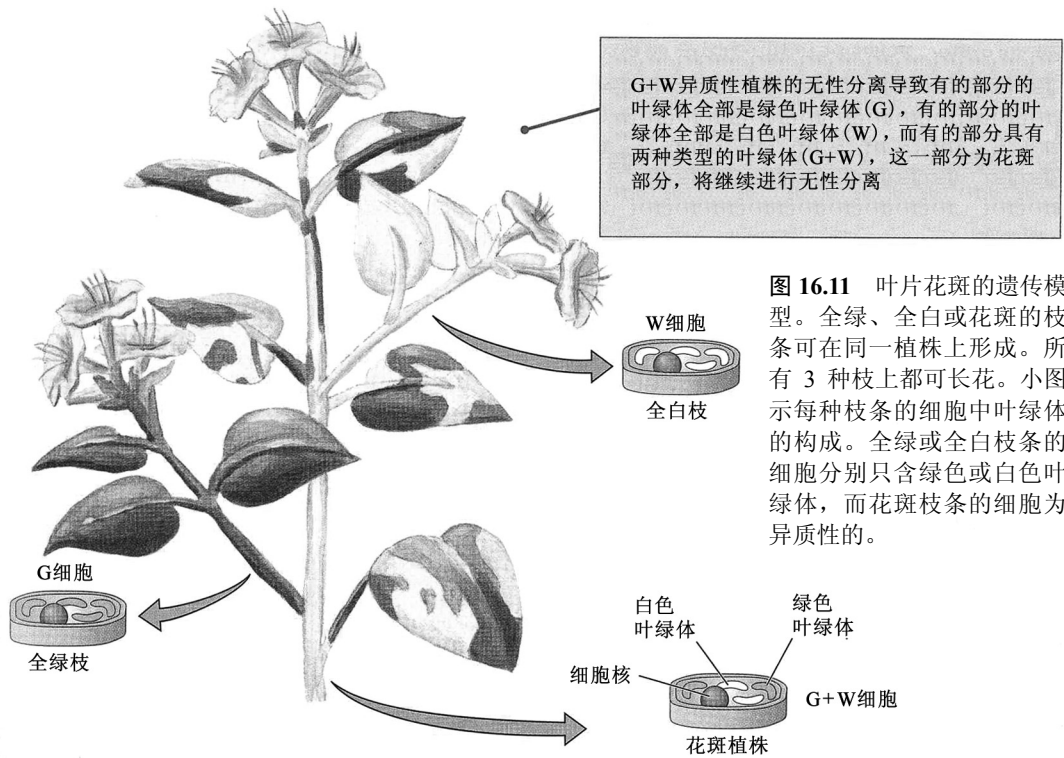 G+W异质性植株的无性分离导致有的部分的
叶绿体全部是绿色叶绿体(G)，有的部分的叶
绿体全部是白色叶绿体(W)，而有的部分具有
两种类型的叶绿体(G+W)，这一部分为花斑
部分，将继续进行无性分离
图 16.11 叶片花斑的遗传模
型。全绿、全白或花斑的枝
条可在同一植株上形成。所
有 3 种枝上都可长花。小图
示每种枝条的细胞中叶绿体
的构成。全绿或全白枝条的
细胞分别只含绿色或白色叶
绿体，而花斑枝条的细胞为
异质性的。
W细胞
全白枝
G细胞
全绿枝
白色
叶绿体
绿色
叶绿体
细胞核
G+W细胞
花斑植株